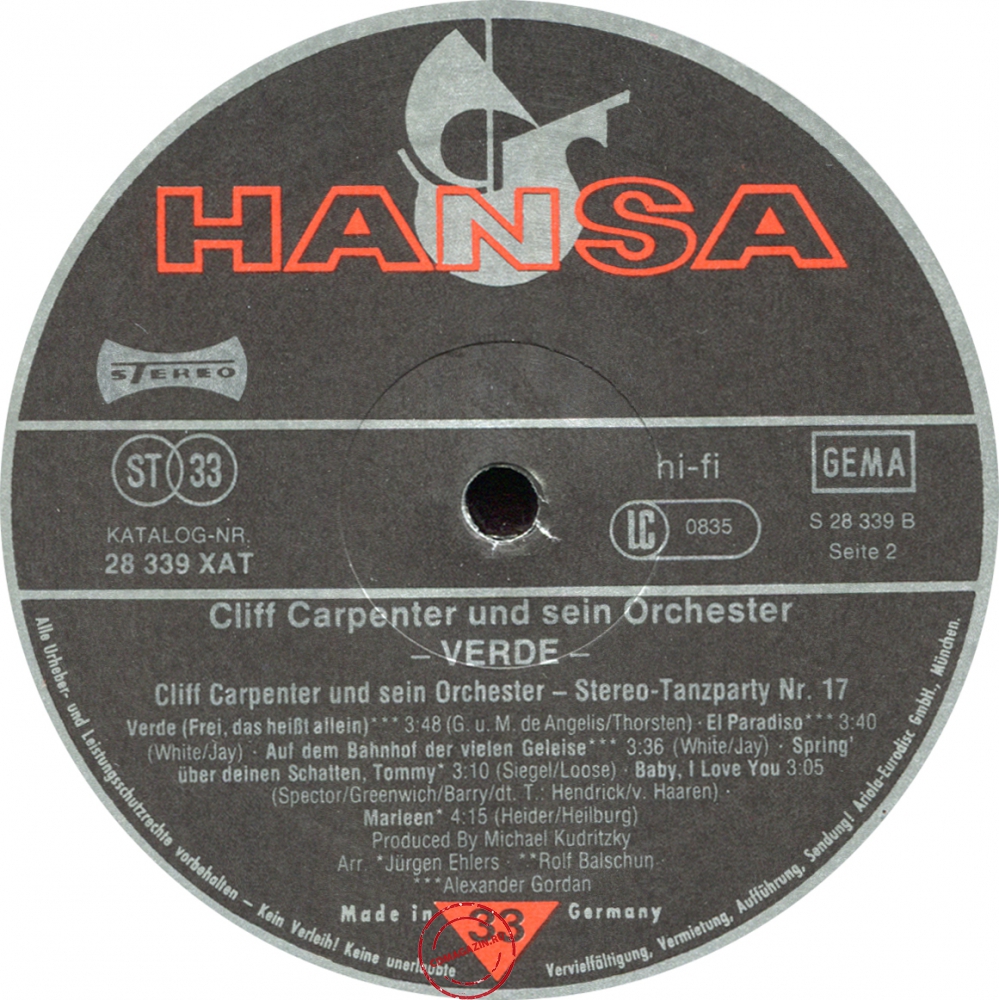 HANSA
STEREO
ST 33
hi-fi
GEMA
KATALOG-NR.
28 339 XAT
LC 0835
S 28 339 B
Seite 2
Cliff Carpenter und sein Orchester
– VERDE –
Cliff Carpenter und sein Orchester – Stereo-Tanzparty Nr. 17
Verde (Frei, das heißt allein)*** 3:48 (G. u. M. de Angelis/Thorsten) · El Paradiso*** 3:40
(White/Jay) · Auf dem Bahnhof der vielen Geleise*** 3:36 (White/Jay) · Spring'
über deinen Schatten, Tommy* 3:10 (Siegel/Loose) · Baby, I Love You 3:05
(Spector/Greenwich/Barry/dt. T.: Hendrick/v. Haaren) ·
Marleen* 4:15 (Heider/Heilburg)
Produced By Michael Kudritzky
Arr. *Jürgen Ehlers · **Rolf Balschun ·
***Alexander Gordan
Made in 33 Germany
Alle Urheber- und Leistungsschutzrechte vorbehalten – Kein Verleih! Keine unerlaubte Vervielfältigung, Vermietung, Aufführung, Sendung! Ariola-Eurodisc GmbH., München.